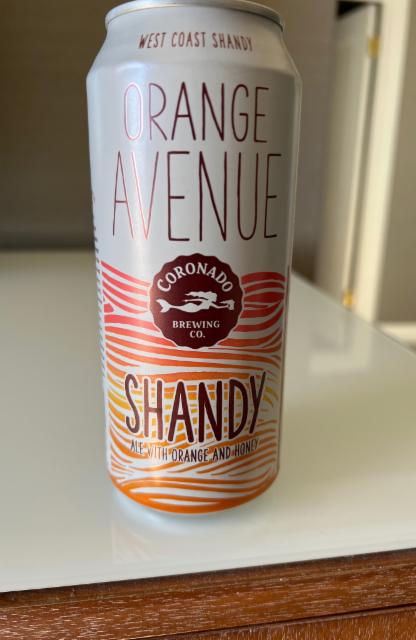 WEST COAST SHANDY
ORANGE
AVENUE
CORONADO
BREWING
CO.
SHANDY
ALE WITH ORANGE AND HONEY